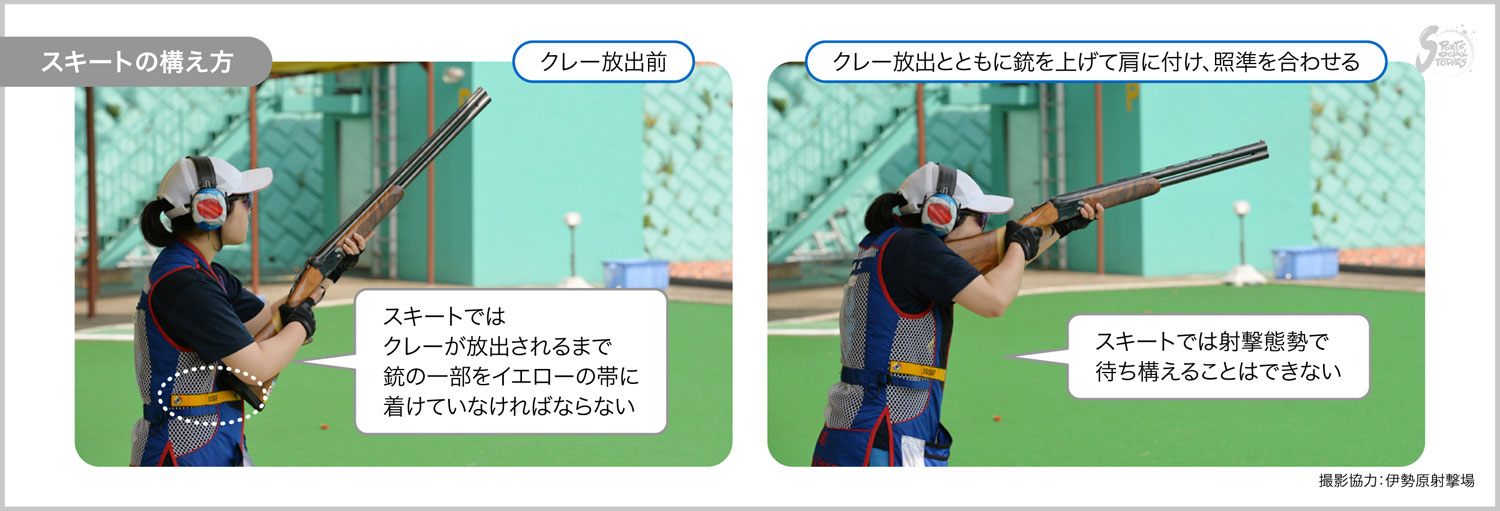 スキートの構え方
クレー放出前
クレー放出とともに銃を上げて肩に付け、照準を合わせる
SPORTS
SOCIAL
STUDIES
スキートでは
クレーが放出されるまで
銃の一部をイエローの帯に
着けていなければならない
スキートでは射撃態勢で
待ち構えることはできない
撮影協力：伊勢原射撃場